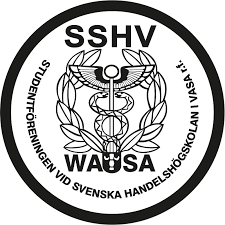 SSHV
WASA
STUDENTFÖRENINGEN VID SVENSKA HANDELSHÖGSKOLAN I VASA r.f.